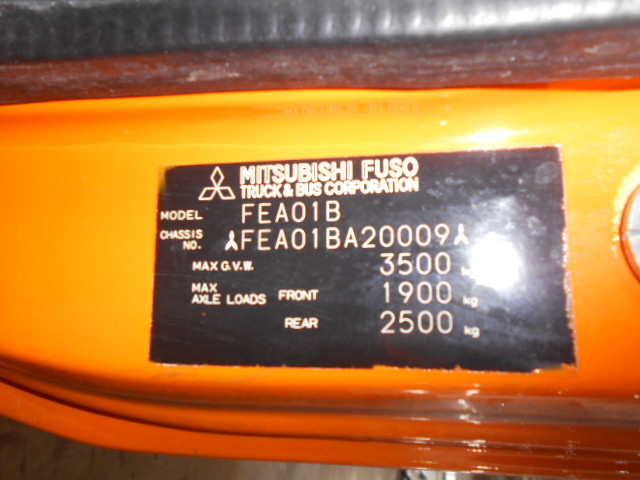 MITSUBISHI FUSO
TRUCK & BUS CORPORATION
MODEL FEA01B
CHASSIS NO. FEA01BA20009
MAX G.V.W. 3500
MAX AXLE LOADS FRONT 1900 kg
REAR 2500 kg